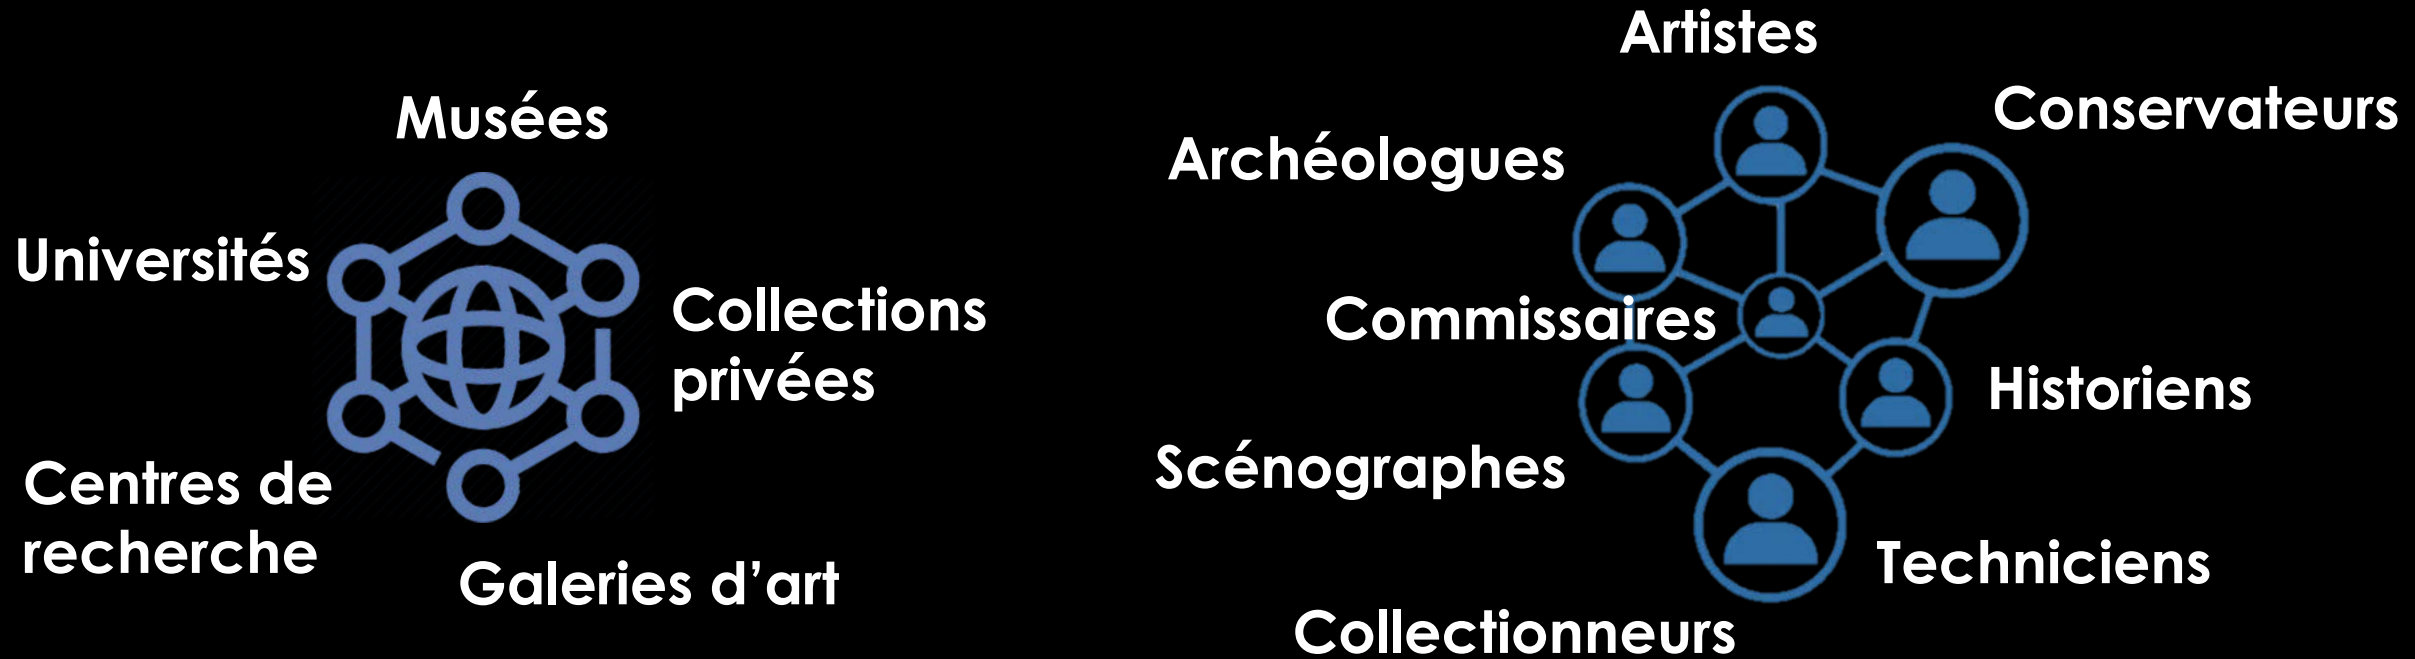 Musées
Universités
Collections
privées
Centres de
recherche
Galeries d’art
Artistes
Conservateurs
Archéologues
Commissaires
Historiens
Scénographes
Techniciens
Collectionneurs